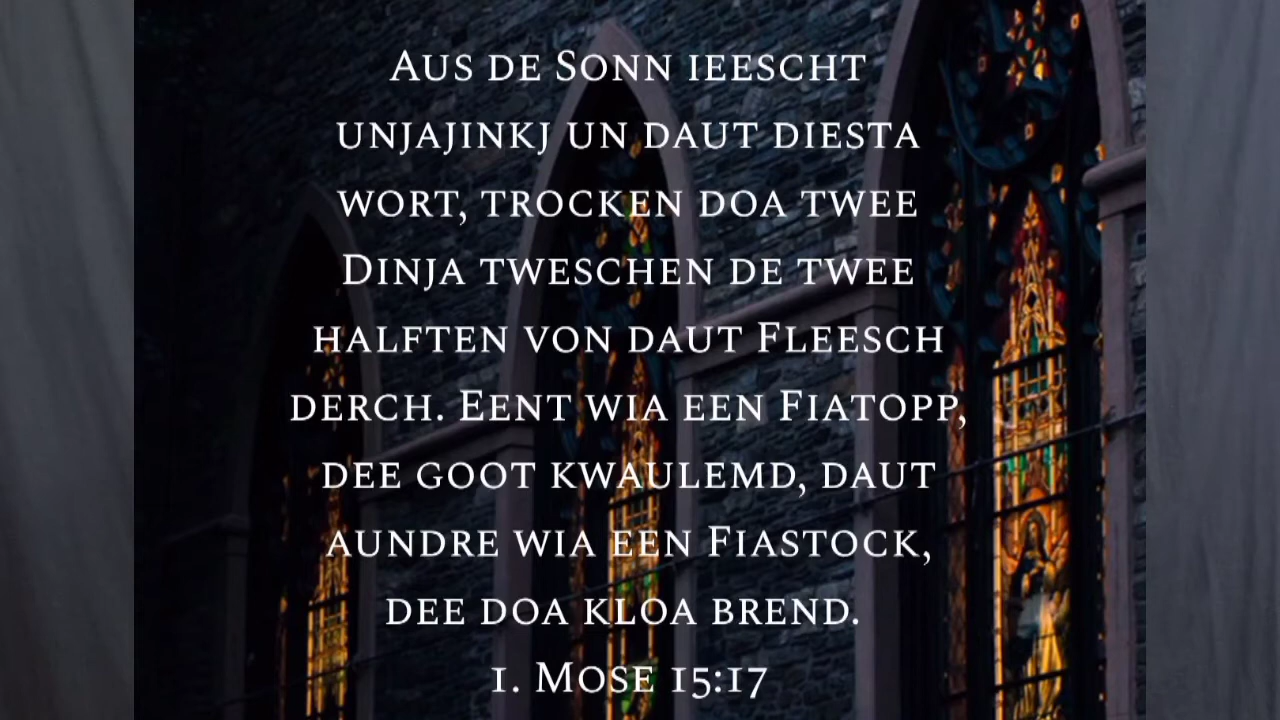 Aus de Sonn ieescht
unjajinkj un daut diesta
wort, trocken doa twee
Dinja tweschen de twee
halften von daut Fleesch
derch. Eent wia een Fiatopp,
dee goot kwaulemd, daut
aundre wia een Fiastock,
dee doa kloa brend.
1. Mose 15:17